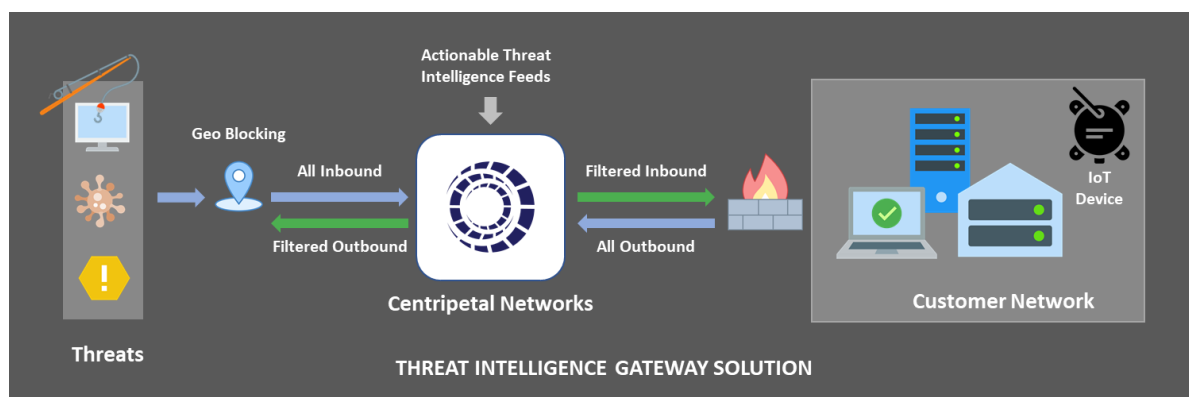 Actionable Threat
Intelligence Feeds
Geo Blocking
All Inbound
Filtered Inbound
IoT
Device
Filtered Outbound
All Outbound
Centripetal Networks
Customer Network
Threats
THREAT INTELLIGENCE GATEWAY SOLUTION